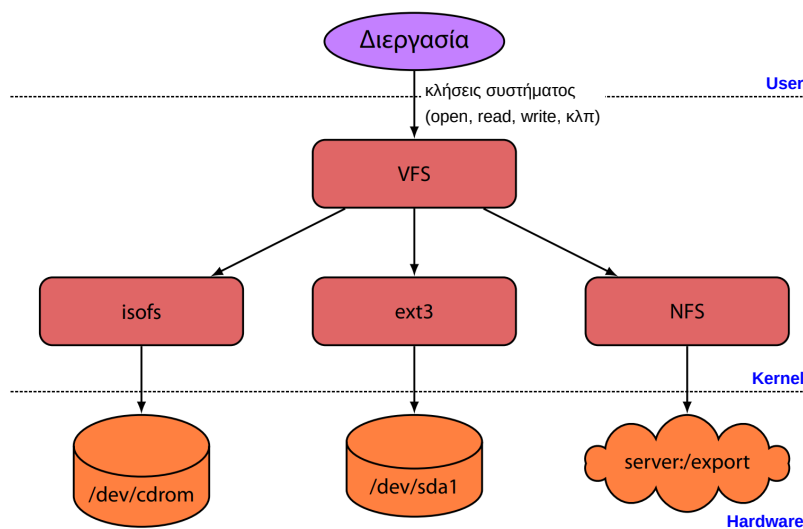 Διεργασία
κλήσεις συστήματος
User
(open, read, write, κλπ)
VFS
isofs
ext3
NFS
Kernel
/dev/cdrom
/dev/sda1
server:/export
Hardware